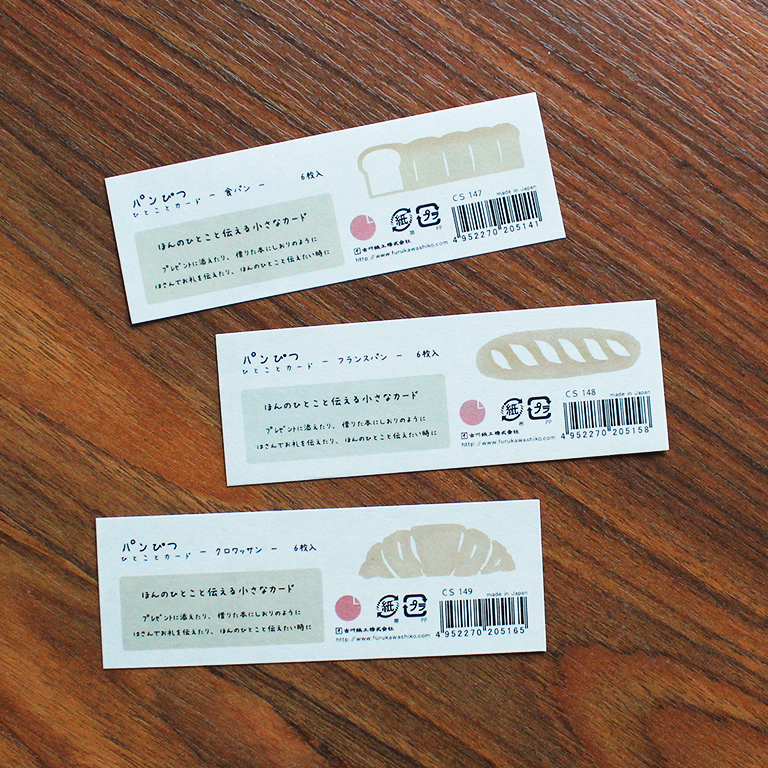 パンびつ
ひとことカード － 食パン － 6枚入
ほんのひとこと伝える小さなカード
プレゼントに添えたり、借りた本にしおりのように
はさんでお礼を伝えたり、ほんのひとこと伝えたい時に
紙
プラ
PP
古川紙工株式会社
http://www.furukawashiko.com
CS 147
made in Japan
4 952270 205141
パンびつ
ひとことカード － フランスパン － 6枚入
ほんのひとこと伝える小さなカード
プレゼントに添えたり、借りた本にしおりのように
はさんでお礼を伝えたり、ほんのひとこと伝えたい時に
紙
プラ
PP
古川紙工株式会社
http://www.furukawashiko.com
CS 148
made in Japan
4 952270 205158
パンびつ
ひとことカード － クロワッサン － 6枚入
ほんのひとこと伝える小さなカード
プレゼントに添えたり、借りた本にしおりのように
はさんでお礼を伝えたり、ほんのひとこと伝えたい時に
紙
プラ
PP
古川紙工株式会社
http://www.furukawashiko.com
CS 149
made in Japan
4 952270 205165